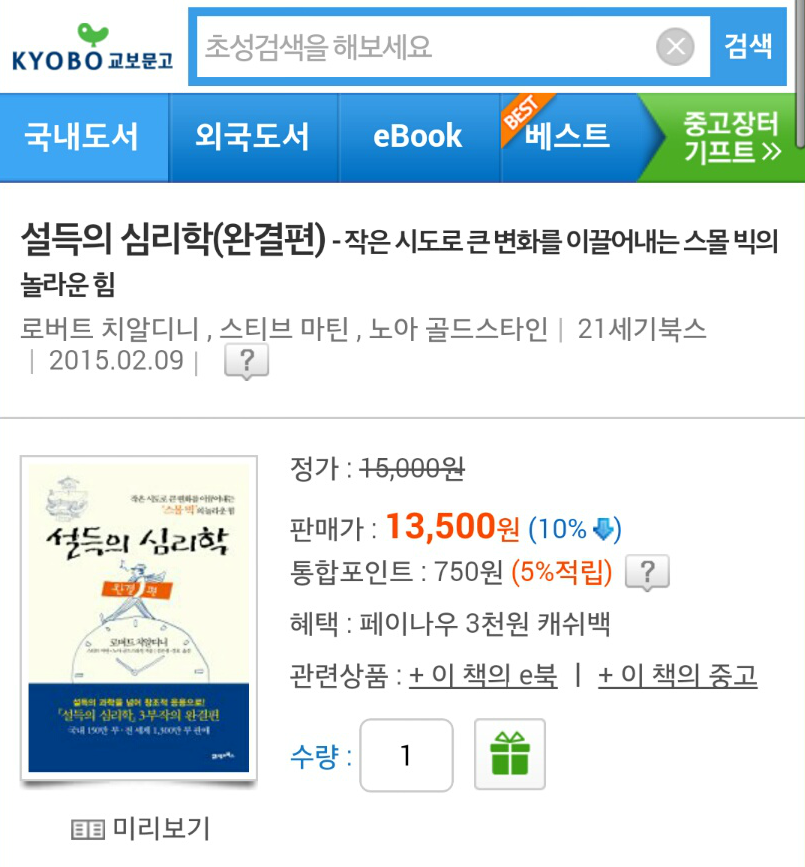 KYOBO 교보문고
초성검색을 해보세요
검색
국내도서
외국도서
eBook
BEST
베스트
중고장터
기프트 >>
설득의 심리학(완결편) - 작은 시도로 큰 변화를 이끌어내는 스몰 빅의
놀라운 힘
로버트 치알디니 , 스티브 마틴 , 노아 골드스타인 | 21세기북스
| 2015.02.09 | ?
작은 시도로 큰 변화를 이끌어내는
'스몰 빅'의 놀라운 힘
설득의 심리학
완결편
로버트 치알디니
설득의 과학을 넘어 창조적 응용으로!
『설득의 심리학』 3부작의 완결편
국내 150만 부·전 세계 1,300만 부 판매
21세기북스
정가 : 15,000원
판매가 : 13,500원 (10%)
통합포인트 : 750원 (5%적립) ?
혜택 : 페이나우 3천원 캐쉬백
관련상품 : + 이 책의 e북 | + 이 책의 중고
수량 : 1
미리보기